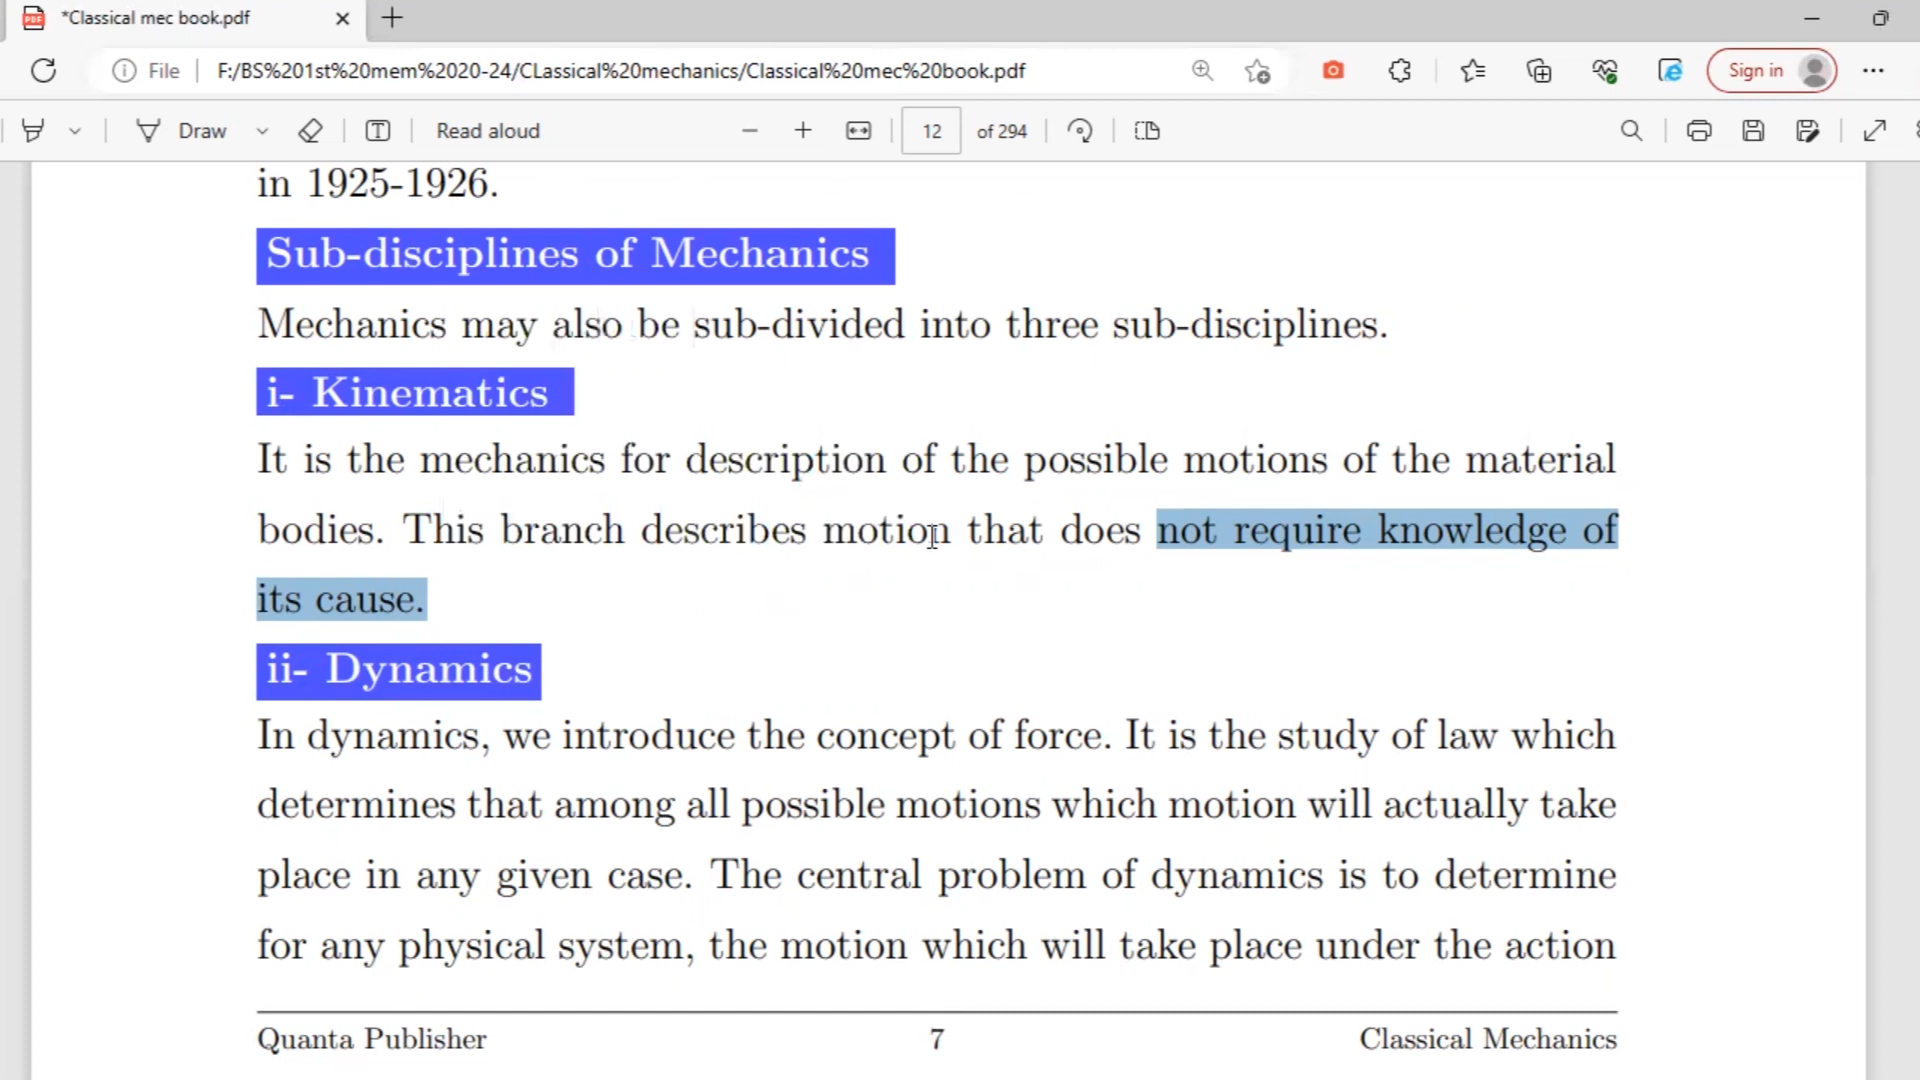 *Classical mec book.pdf
File
F:/BS%201st%20mem%2020-24/CLassical%20mechanics/Classical%20mec%20book.pdf
Sign in
Draw
Read aloud
12 of 294
in 1925-1926.
Sub-disciplines of Mechanics
Mechanics may also be sub-divided into three sub-disciplines.
i- Kinematics
It is the mechanics for description of the possible motions of the material
bodies. This branch describes motion that does not require knowledge of
its cause.
ii- Dynamics
In dynamics, we introduce the concept of force. It is the study of law which
determines that among all possible motions which motion will actually take
place in any given case. The central problem of dynamics is to determine
for any physical system, the motion which will take place under the action
Quanta Publisher 7 Classical Mechanics